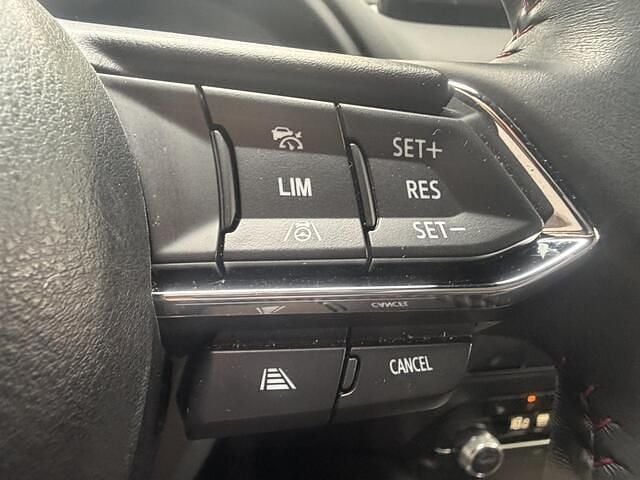 SET+
LIM
RES
SET-
CANCEL